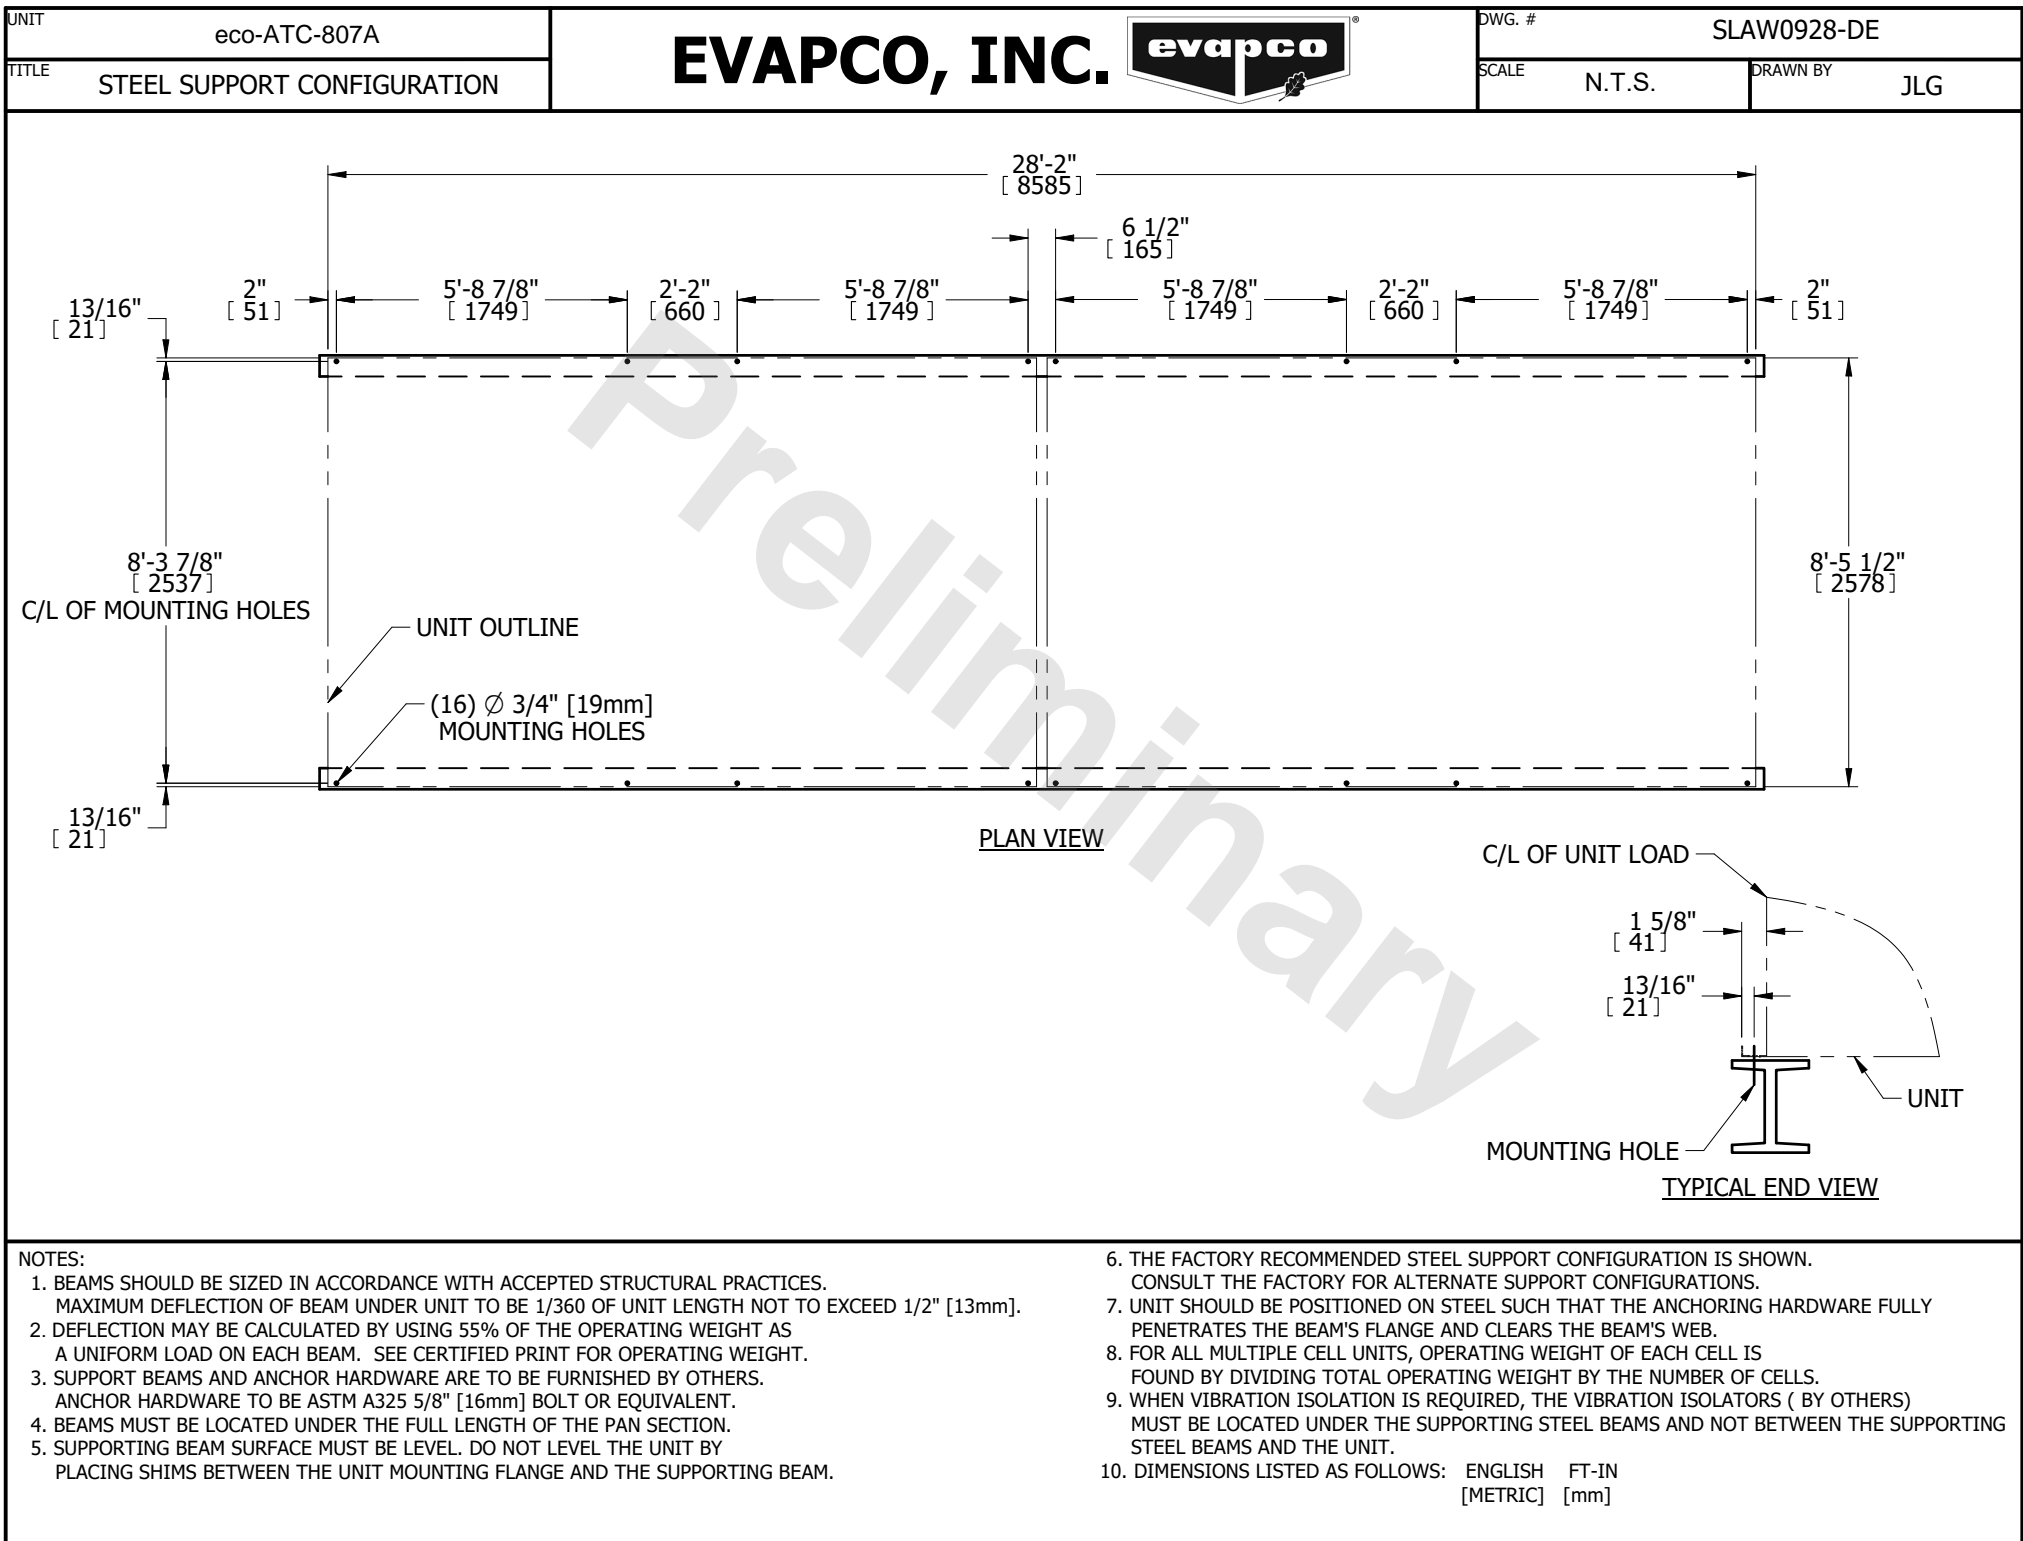 UNIT
eco-ATC-807A
TITLE
STEEL SUPPORT CONFIGURATION
EVAPCO, INC.
evapco
®
DWG. #
SLAW0928-DE
SCALE
N.T.S.
DRAWN BY
JLG
28'-2"
[ 8585]
6 1/2"
[ 165]
13/16"
[ 21]
2"
[ 51]
5'-8 7/8"
[ 1749]
2'-2"
[ 660 ]
5'-8 7/8"
[ 1749 ]
5'-8 7/8"
[ 1749 ]
2'-2"
[ 660 ]
5'-8 7/8"
[ 1749]
2"
[ 51]
8'-3 7/8"
[ 2537]
C/L OF MOUNTING HOLES
8'-5 1/2"
[ 2578]
UNIT OUTLINE
(16) Ø 3/4" [19mm]
MOUNTING HOLES
13/16"
[ 21]
PLAN VIEW
Preliminary
C/L OF UNIT LOAD
1 5/8"
[ 41]
13/16"
[ 21]
UNIT
MOUNTING HOLE
TYPICAL END VIEW
NOTES:
1. BEAMS SHOULD BE SIZED IN ACCORDANCE WITH ACCEPTED STRUCTURAL PRACTICES.
MAXIMUM DEFLECTION OF BEAM UNDER UNIT TO BE 1/360 OF UNIT LENGTH NOT TO EXCEED 1/2" [13mm].
2. DEFLECTION MAY BE CALCULATED BY USING 55% OF THE OPERATING WEIGHT AS
A UNIFORM LOAD ON EACH BEAM. SEE CERTIFIED PRINT FOR OPERATING WEIGHT.
3. SUPPORT BEAMS AND ANCHOR HARDWARE ARE TO BE FURNISHED BY OTHERS.
ANCHOR HARDWARE TO BE ASTM A325 5/8" [16mm] BOLT OR EQUIVALENT.
4. BEAMS MUST BE LOCATED UNDER THE FULL LENGTH OF THE PAN SECTION.
5. SUPPORTING BEAM SURFACE MUST BE LEVEL. DO NOT LEVEL THE UNIT BY
PLACING SHIMS BETWEEN THE UNIT MOUNTING FLANGE AND THE SUPPORTING BEAM.
6. THE FACTORY RECOMMENDED STEEL SUPPORT CONFIGURATION IS SHOWN.
CONSULT THE FACTORY FOR ALTERNATE SUPPORT CONFIGURATIONS.
7. UNIT SHOULD BE POSITIONED ON STEEL SUCH THAT THE ANCHORING HARDWARE FULLY
PENETRATES THE BEAM'S FLANGE AND CLEARS THE BEAM'S WEB.
8. FOR ALL MULTIPLE CELL UNITS, OPERATING WEIGHT OF EACH CELL IS
FOUND BY DIVIDING TOTAL OPERATING WEIGHT BY THE NUMBER OF CELLS.
9. WHEN VIBRATION ISOLATION IS REQUIRED, THE VIBRATION ISOLATORS ( BY OTHERS)
MUST BE LOCATED UNDER THE SUPPORTING STEEL BEAMS AND NOT BETWEEN THE SUPPORTING
STEEL BEAMS AND THE UNIT.
10. DIMENSIONS LISTED AS FOLLOWS: ENGLISH FT-IN
[METRIC] [mm]